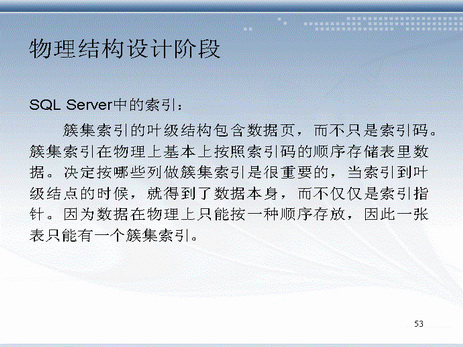 物理结构设计阶段
SQL Server中的索引：
簇集索引的叶级结构包含数据页，而不只是索引码。
簇集索引在物理上基本上按照索引码的顺序存储表里数
据。决定按哪些列做簇集索引是很重要的，当索引到叶
级结点的时候，就得到了数据本身，而不仅仅是索引指
针。因为数据在物理上只能按一种顺序存放，因此一张
表只能有一个簇集索引。
53